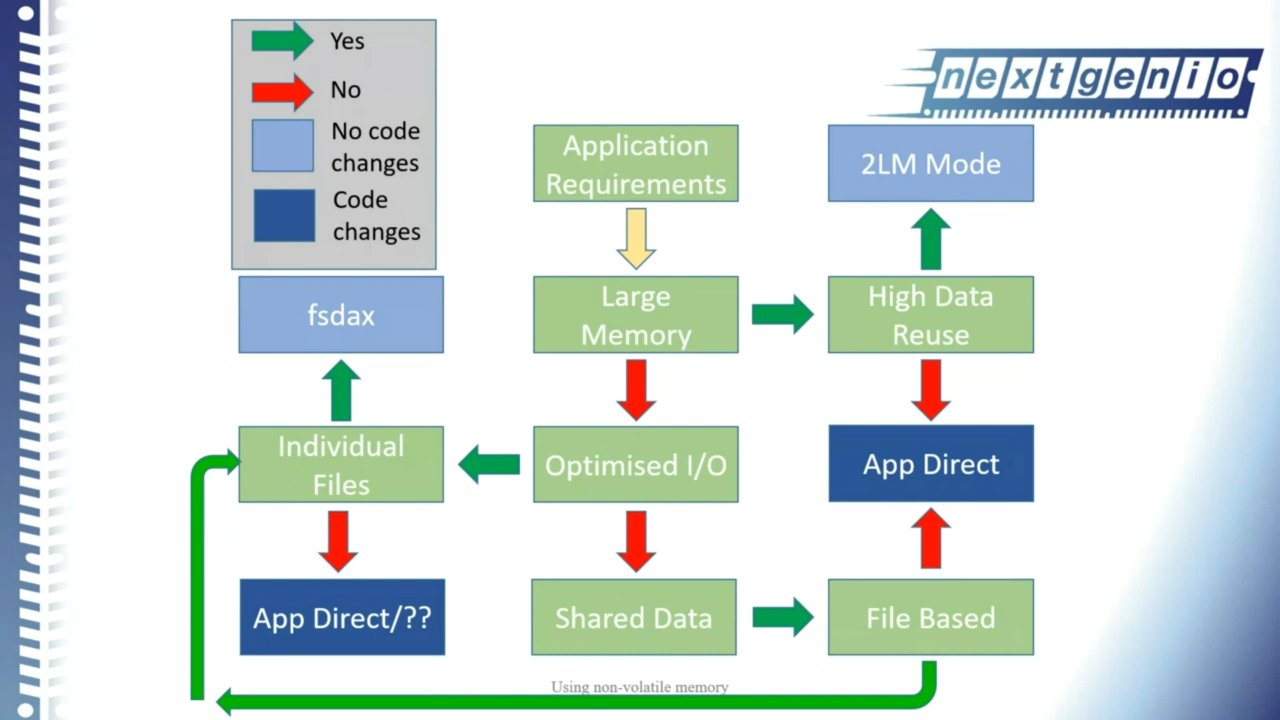 Yes
No
No code
changes
Code
changes
nextgenio
Application
Requirements
2LM Mode
fsdax
Large
Memory
High Data
Reuse
Individual
Files
Optimised I/O
App Direct
App Direct/??
Shared Data
File Based
Using non-volatile memory